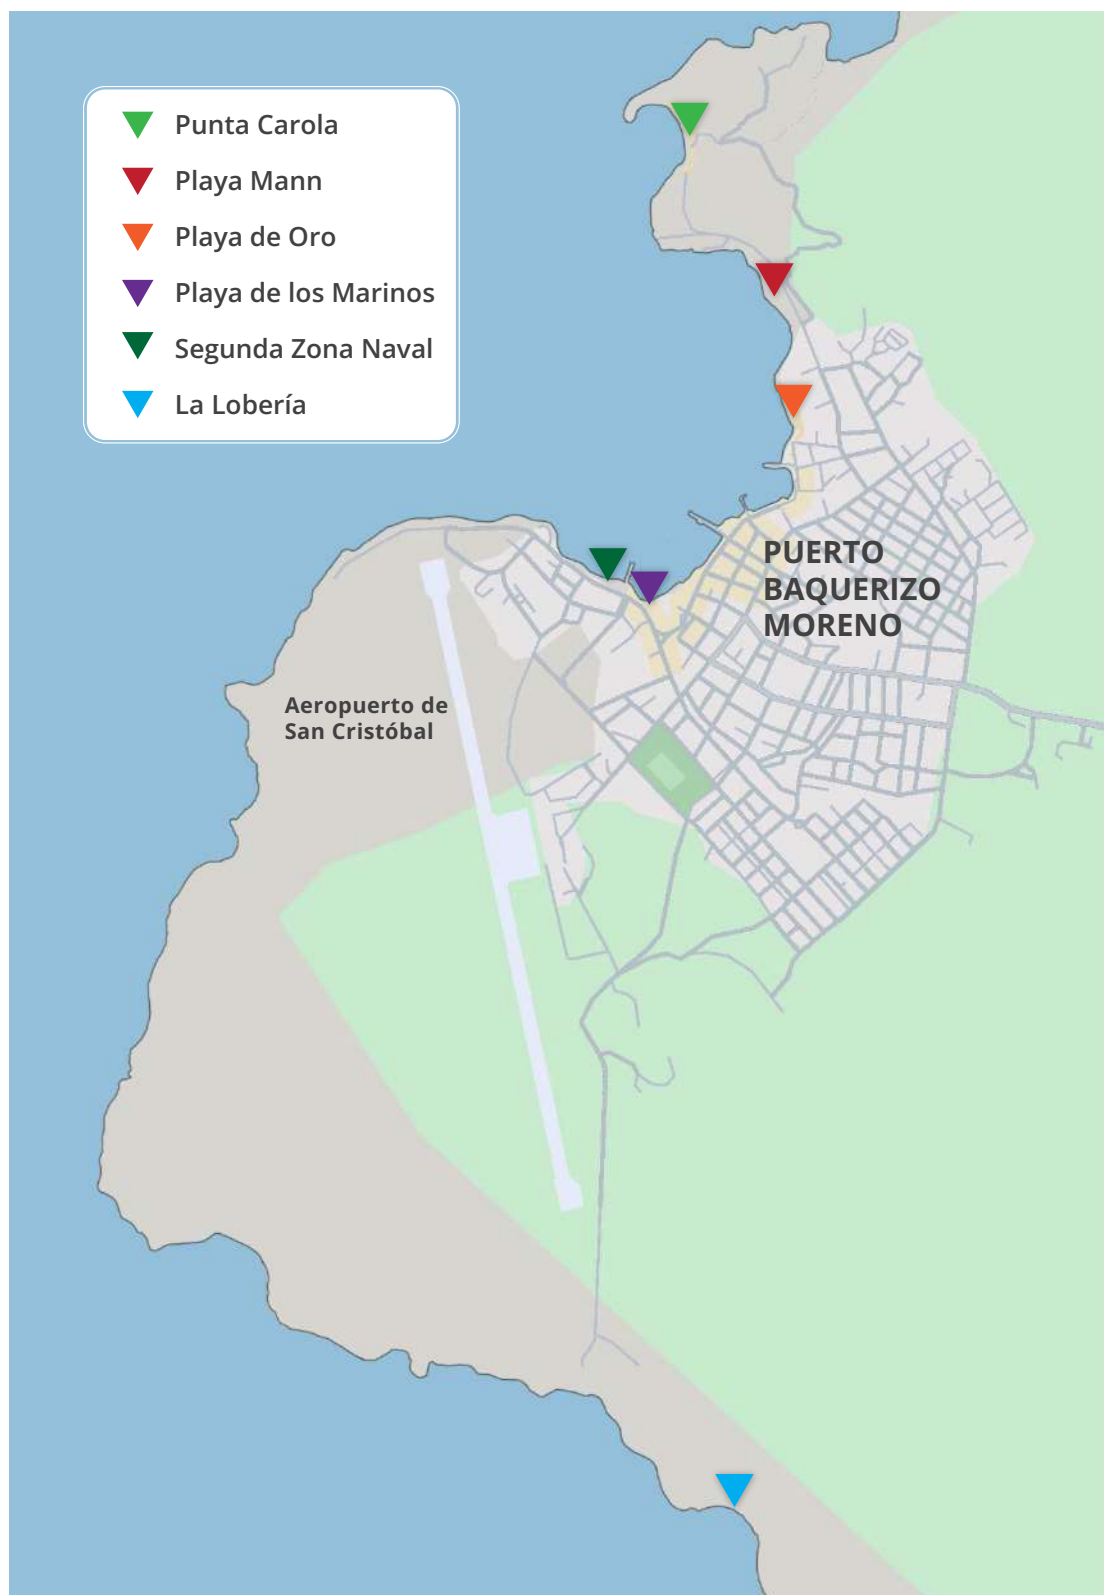 Punta Carola
Playa Mann
Playa de Oro
Playa de los Marinos
Segunda Zona Naval
La Lobería
PUERTO
BAQUERIZO
MORENO
Aeropuerto de
San Cristóbal